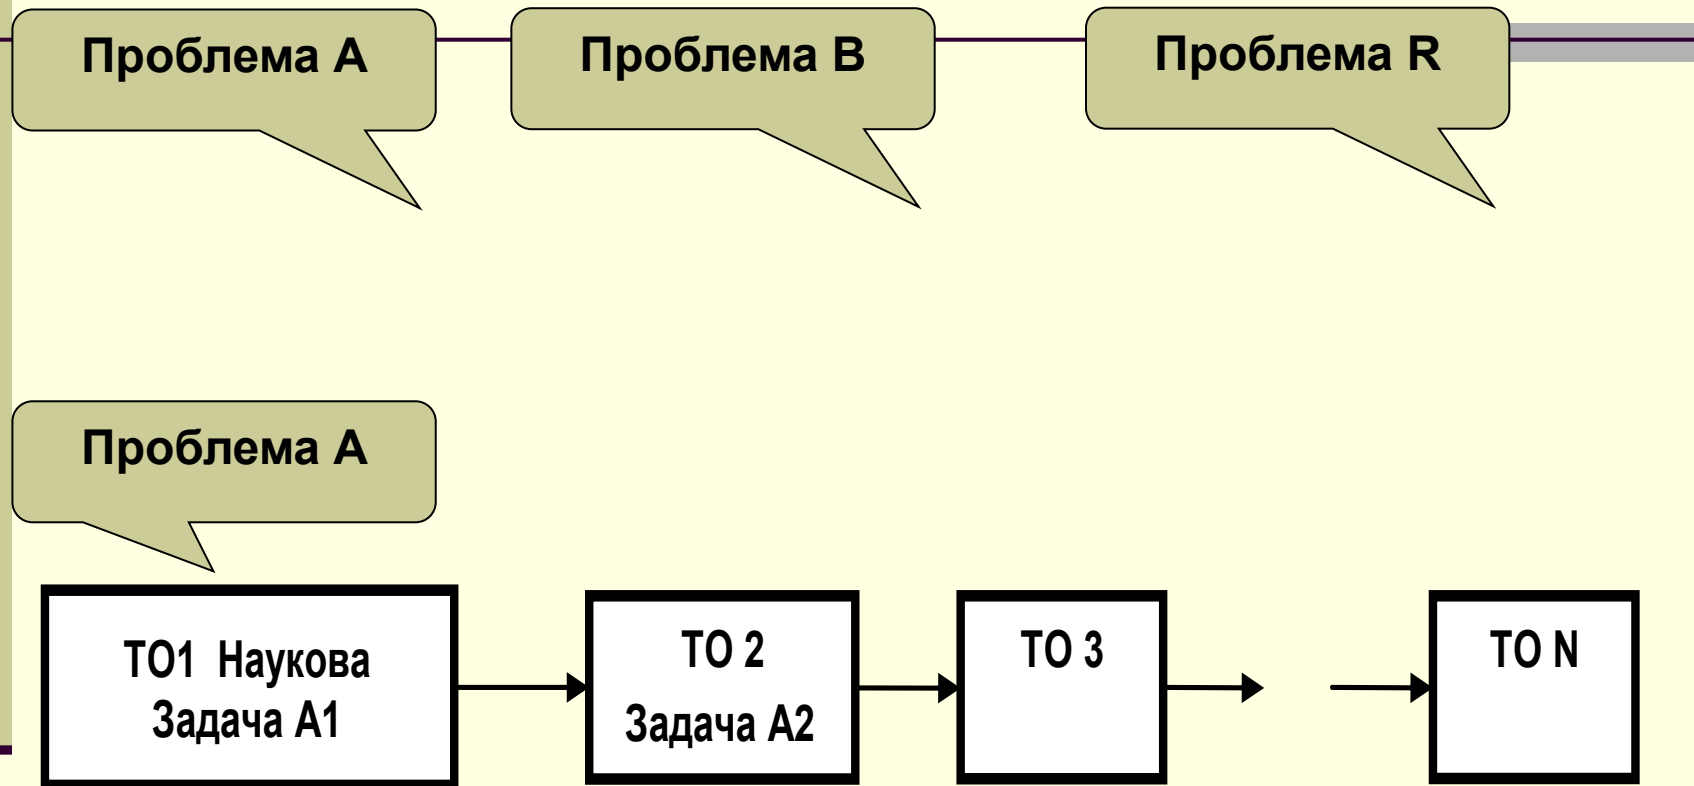 Проблема А
Проблема В
Проблема R
Проблема А
ТО1 Наукова
Задача А1
ТО 2
Задача А2
ТО 3
ТО N